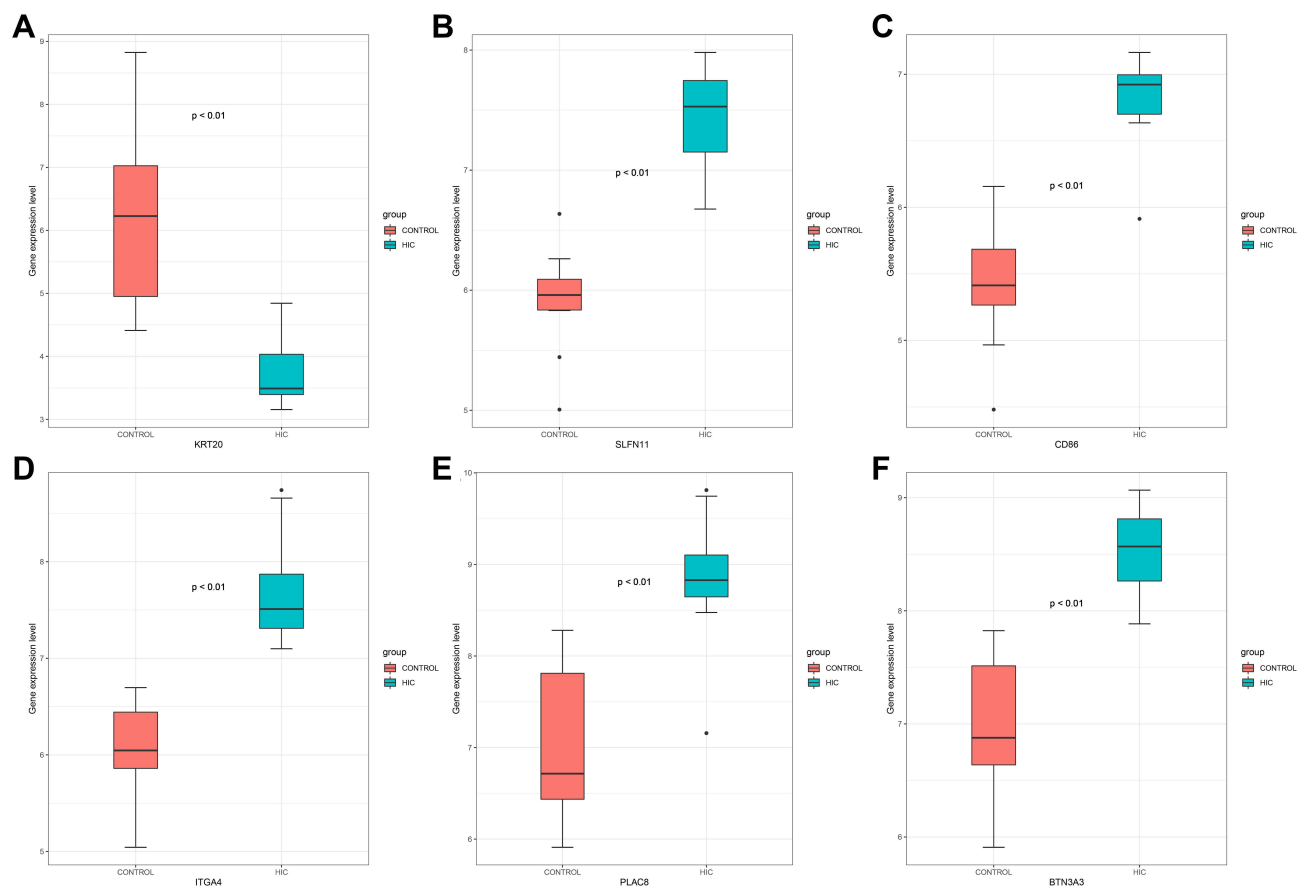 A
9
8
7
6
5
4
3
Gene expression level
p < 0.01
CONTROL
HIC
KRT20
group
CONTROL
HIC
B
8
7
6
5
Gene expression level
p < 0.01
CONTROL
HIC
SLFN11
group
CONTROL
HIC
C
7
6
5
Gene expression level
p < 0.01
CONTROL
HIC
CD86
group
CONTROL
HIC
D
8
7
6
5
Gene expression level
p < 0.01
CONTROL
HIC
ITGA4
group
CONTROL
HIC
E
10
9
8
7
6
Gene expression level
p < 0.01
CONTROL
HIC
PLAC8
group
CONTROL
HIC
F
9
8
7
6
Gene expression level
p < 0.01
CONTROL
HIC
BTN3A3
group
CONTROL
HIC